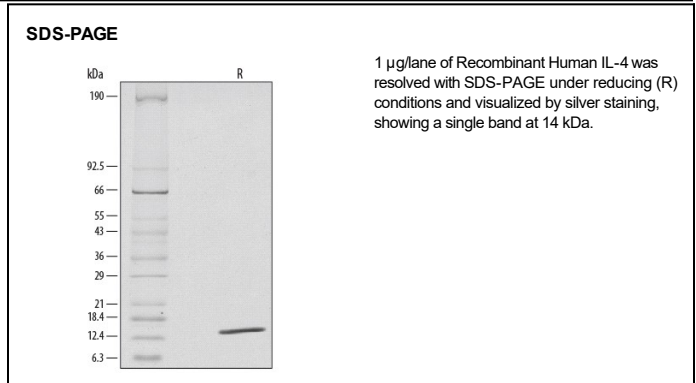 SDS-PAGE
kDa
R
190
92.5
66
55
43
36
29
21
18.4
12.4
6.3
1 μg/lane of Recombinant Human IL-4 was
resolved with SDS-PAGE under reducing (R)
conditions and visualized by silver staining,
showing a single band at 14 kDa.